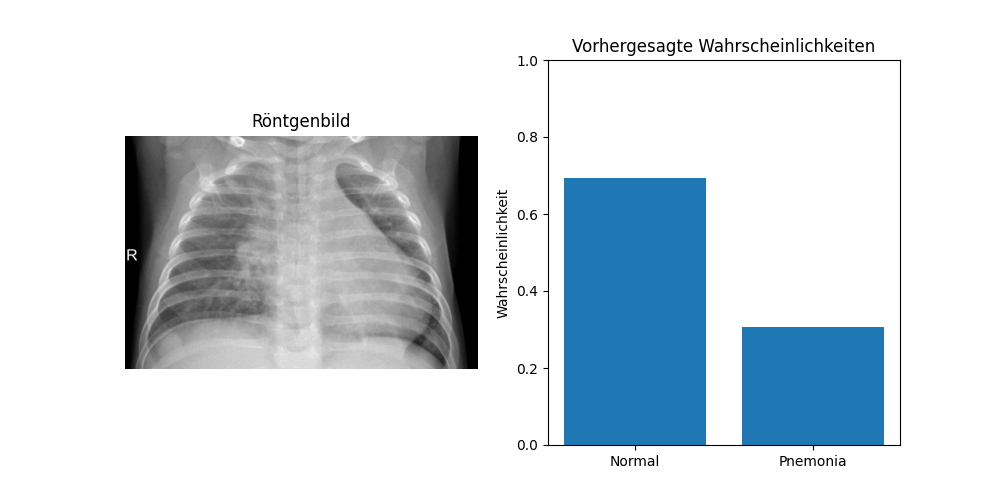 Röntgenbild
R
Vorhergesagte Wahrscheinlichkeiten
Wahrscheinlichkeit
1.0
0.8
0.6
0.4
0.2
0.0
Normal
Pnemonia